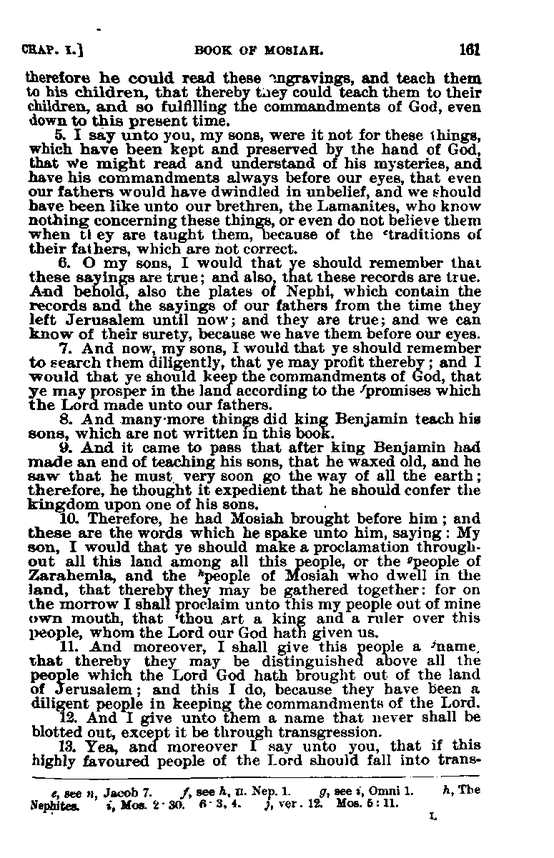 CHAP. I.] BOOK OF MOSIAH. 161
therefore he could read these engravings, and teach them
to his children, that thereby they could teach them to their
children, and so fulfilling the commandments of God, even
down to this present time.
5. I say unto you, my sons, were it not for these things,
which have been kept and preserved by the hand of God,
that we might read and understand of his mysteries, and
have his commandments always before our eyes, that even
our fathers would have dwindled in unbelief, and we should
have been like unto our brethren, the Lamanites, who know
nothing concerning these things, or even do not believe them
when they are taught them, because of the ᵉtraditions of
their fathers, which are not correct.
6. O my sons, I would that ye should remember that
these sayings are true; and also, that these records are true.
And behold, also the plates of Nephi, which contain the
records and the sayings of our fathers from the time they
left Jerusalem until now; and they are true; and we can
know of their surety, because we have them before our eyes.
7. And now, my sons, I would that ye should remember
to search them diligently, that ye may profit thereby; and I
would that ye should keep the commandments of God, that
ye may prosper in the land according to the ᶠpromises which
the Lord made unto our fathers.
8. And many more things did king Benjamin teach his
sons, which are not written in this book.
9. And it came to pass that after king Benjamin had
made an end of teaching his sons, that he waxed old, and he
saw that he must very soon go the way of all the earth;
therefore, he thought it expedient that he should confer the
kingdom upon one of his sons.
10. Therefore, he had Mosiah brought before him; and
these are the words which he spake unto him, saying: My
son, I would that ye should make a proclamation through-
out all this land among all this people, or the ᵍpeople of
Zarahemla, and the ʰpeople of Mosiah who dwell in the
land, that thereby they may be gathered together: for on
the morrow I shall proclaim unto this my people out of mine
own mouth, that ⁱthou art a king and a ruler over this
people, whom the Lord our God hath given us.
11. And moreover, I shall give this people a ʲname,
that thereby they may be distinguished above all the
people which the Lord God hath brought out of the land
of Jerusalem; and this I do, because they have been a
diligent people in keeping the commandments of the Lord.
12. And I give unto them a name that never shall be
blotted out, except it be through transgression.
13. Yea, and moreover I say unto you, that if this
highly favoured people of the Lord should fall into trans-
e, see n, Jacob 7. f, see h, II. Nep. 1. g, see i, Omni 1. h, The
Nephites. i, Mos. 2:30. 6:3, 4. j, ver. 12. Mos. 5:11.
L